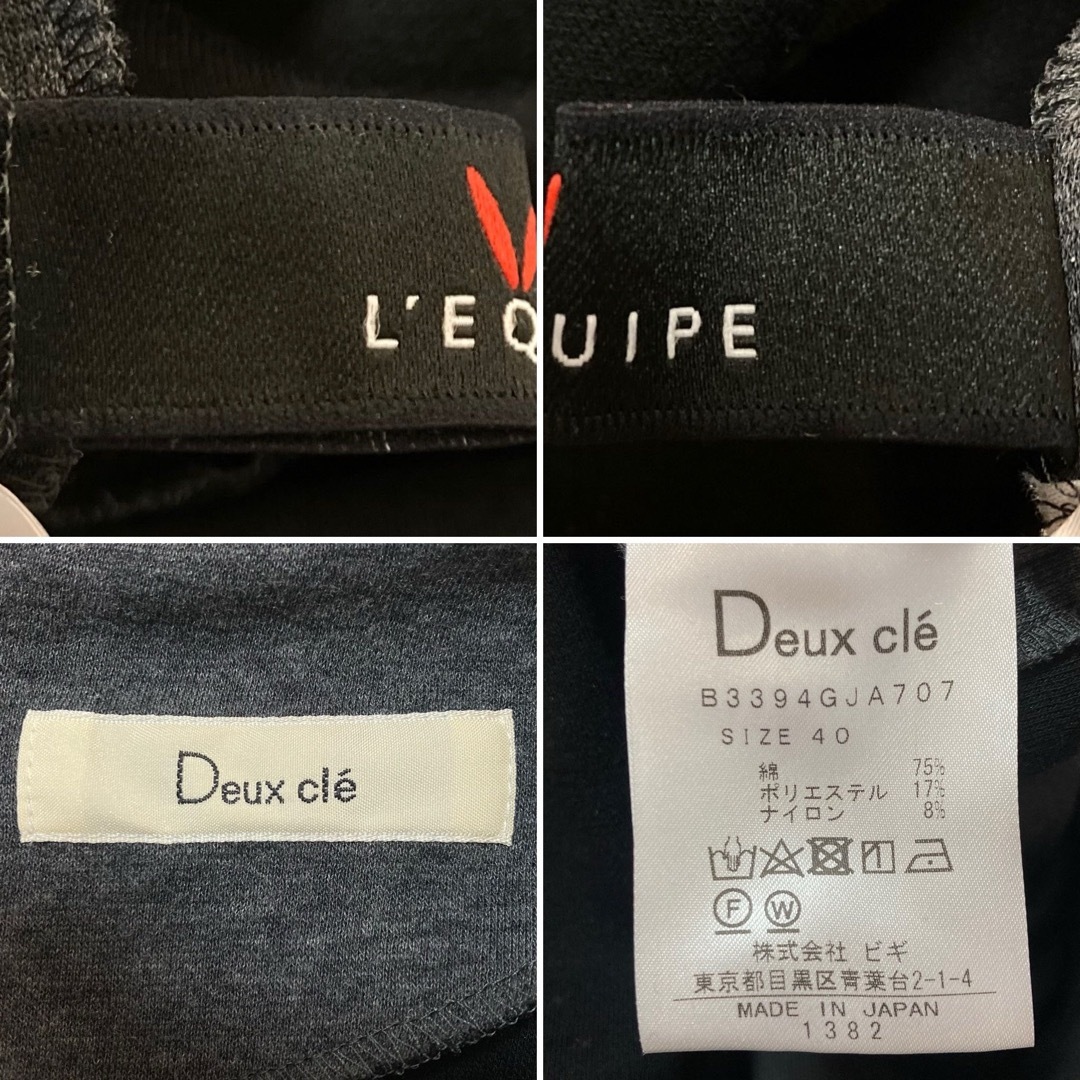 L'EQ
UIPE
Deux clé
Deux clé
B3394GJA707
SIZE 40
綿 75%
ポリエステル 17%
ナイロン 8%
F W
株式会社 ビギ
東京都目黒区青葉台2-1-4
MADE IN JAPAN
1382